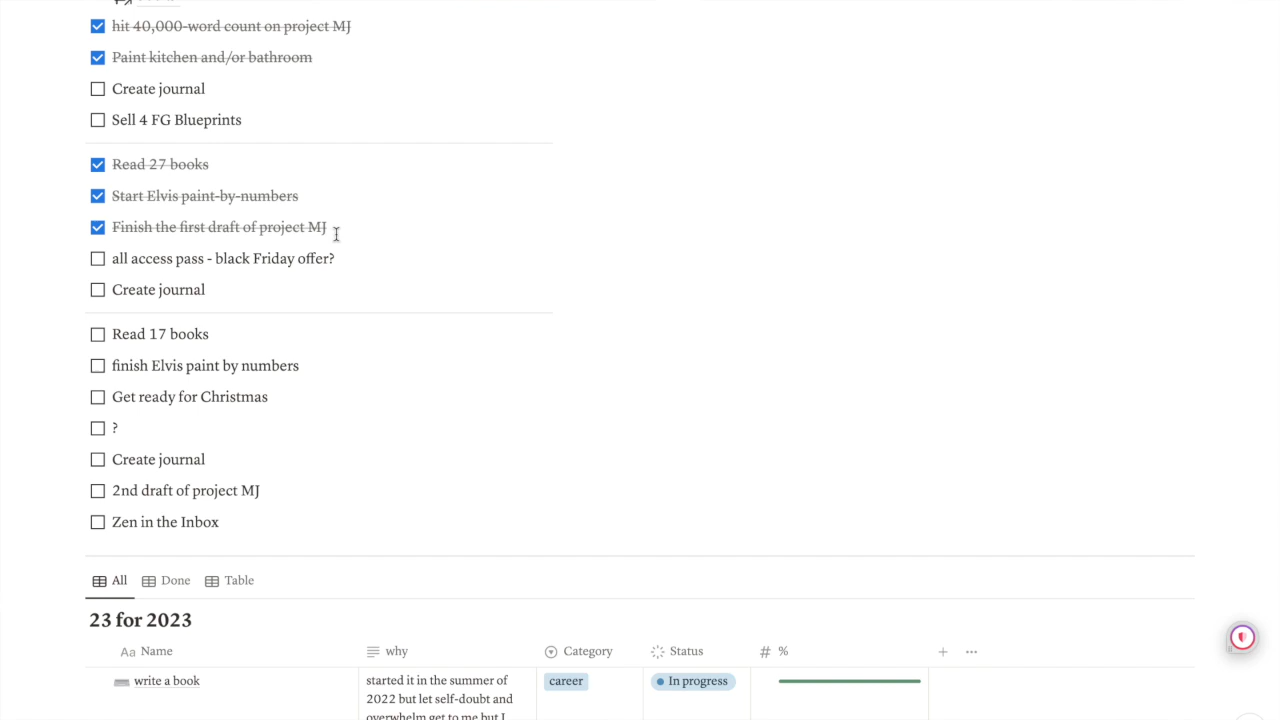 hit 40,000-word count on project MJ
Paint kitchen and/or bathroom
Create journal
Sell 4 FG Blueprints
Read 27 books
Start Elvis paint-by-numbers
Finish the first draft of project MJ
all access pass - black Friday offer?
Create journal
Read 17 books
finish Elvis paint by numbers
Get ready for Christmas
?
Create journal
2nd draft of project MJ
Zen in the Inbox
All Done Table
23 for 2023
Aa Name why Category Status # % + ...
write a book started it in the summer of career In progress
2022 but let self-doubt and
overwhelm get to me but I